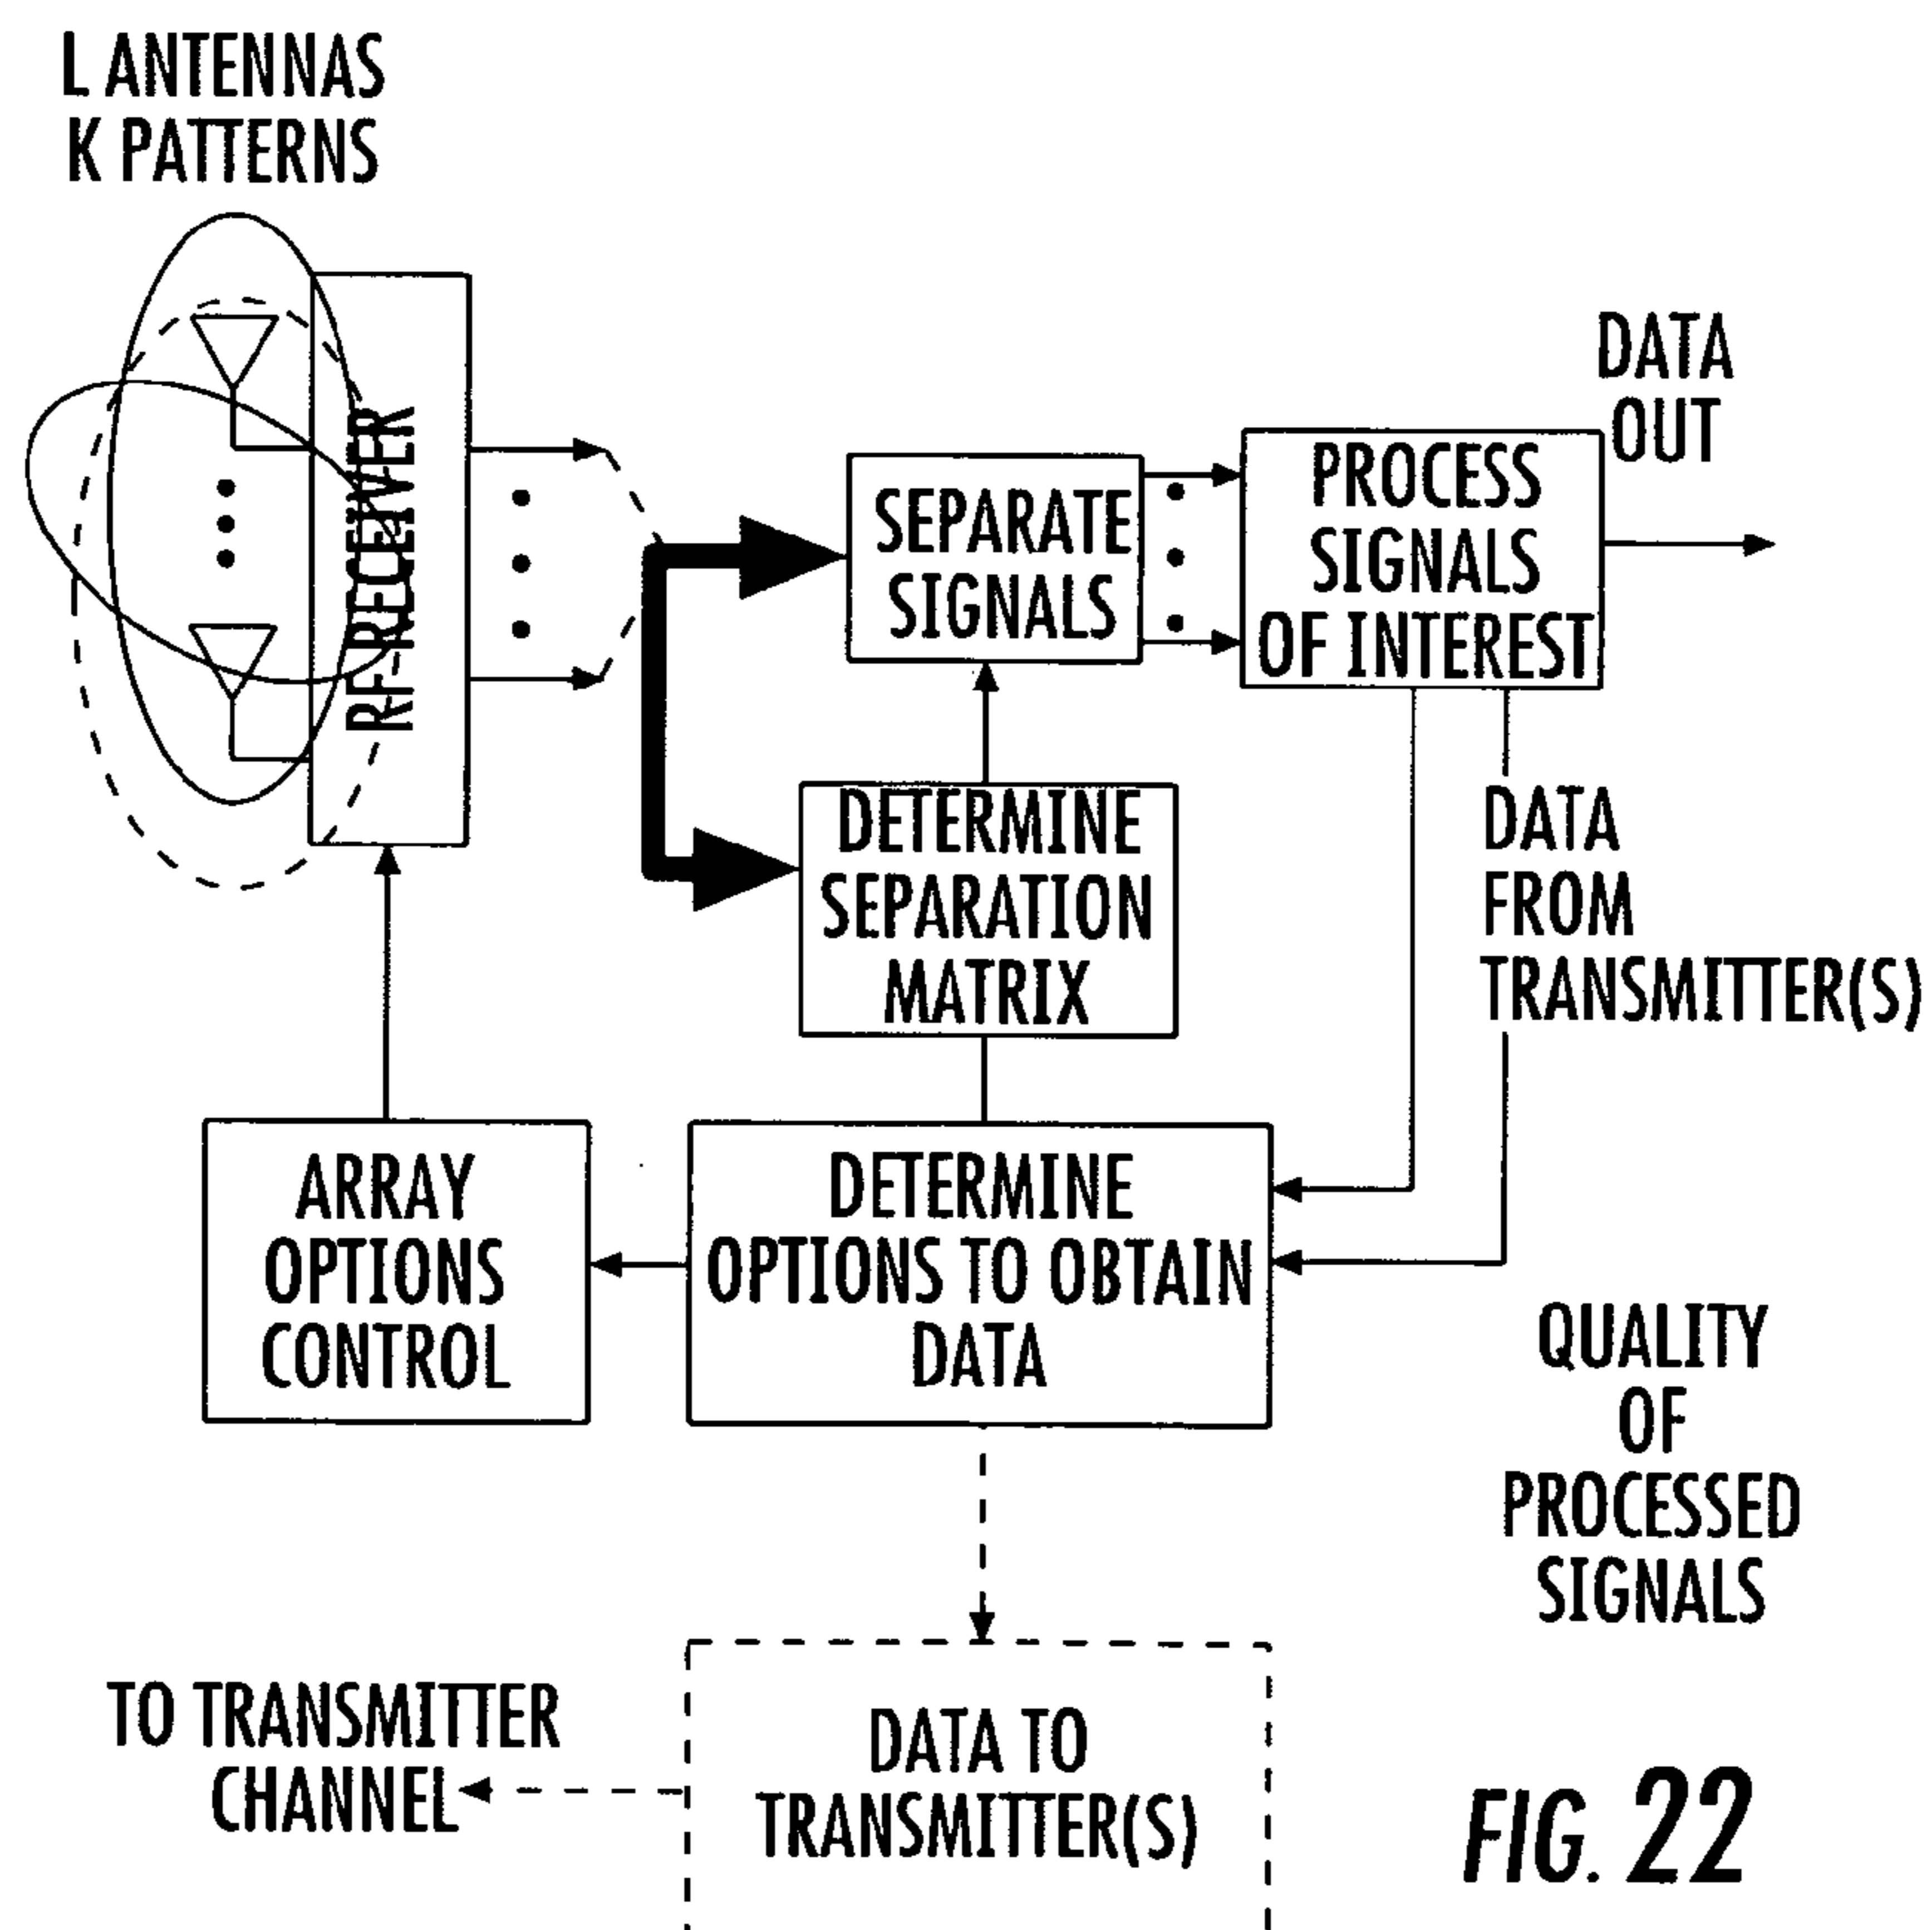 L ANTENNAS
K PATTERNS
RF RECEIVER
SEPARATE
SIGNALS
PROCESS
SIGNALS
OF INTEREST
DATA
OUT
DETERMINE
SEPARATION
MATRIX
DATA
FROM
TRANSMITTER(S)
ARRAY
OPTIONS
CONTROL
DETERMINE
OPTIONS TO OBTAIN
DATA
QUALITY
OF
PROCESSED
SIGNALS
TO TRANSMITTER
CHANNEL
DATA TO
TRANSMITTER(S)
FIG. 22